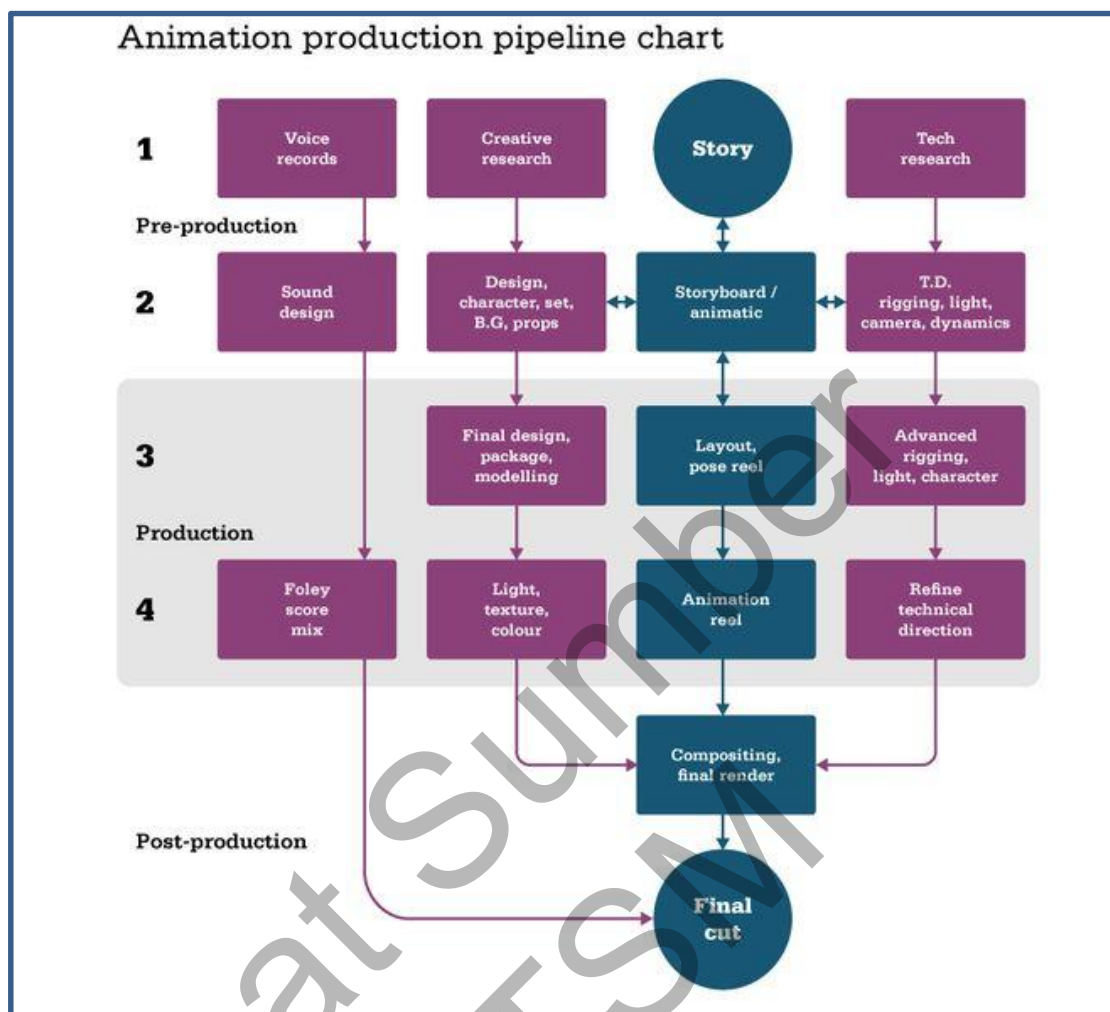 Animation production pipeline chart
1
Voice
records
Creative
research
Story
Tech
research
Pre-production
2
Sound
design
Design,
character, set,
B.G, props
Storyboard /
animatic
T.D.
rigging, light,
camera, dynamics
3
Final design,
package,
modelling
Layout,
pose reel
Advanced
rigging,
light, character
Production
4
Foley
score
mix
Light,
texture,
colour
Animation
reel
Refine
technical
direction
Compositing,
final render
Post-production
Final
cut
at Sumber
TSM